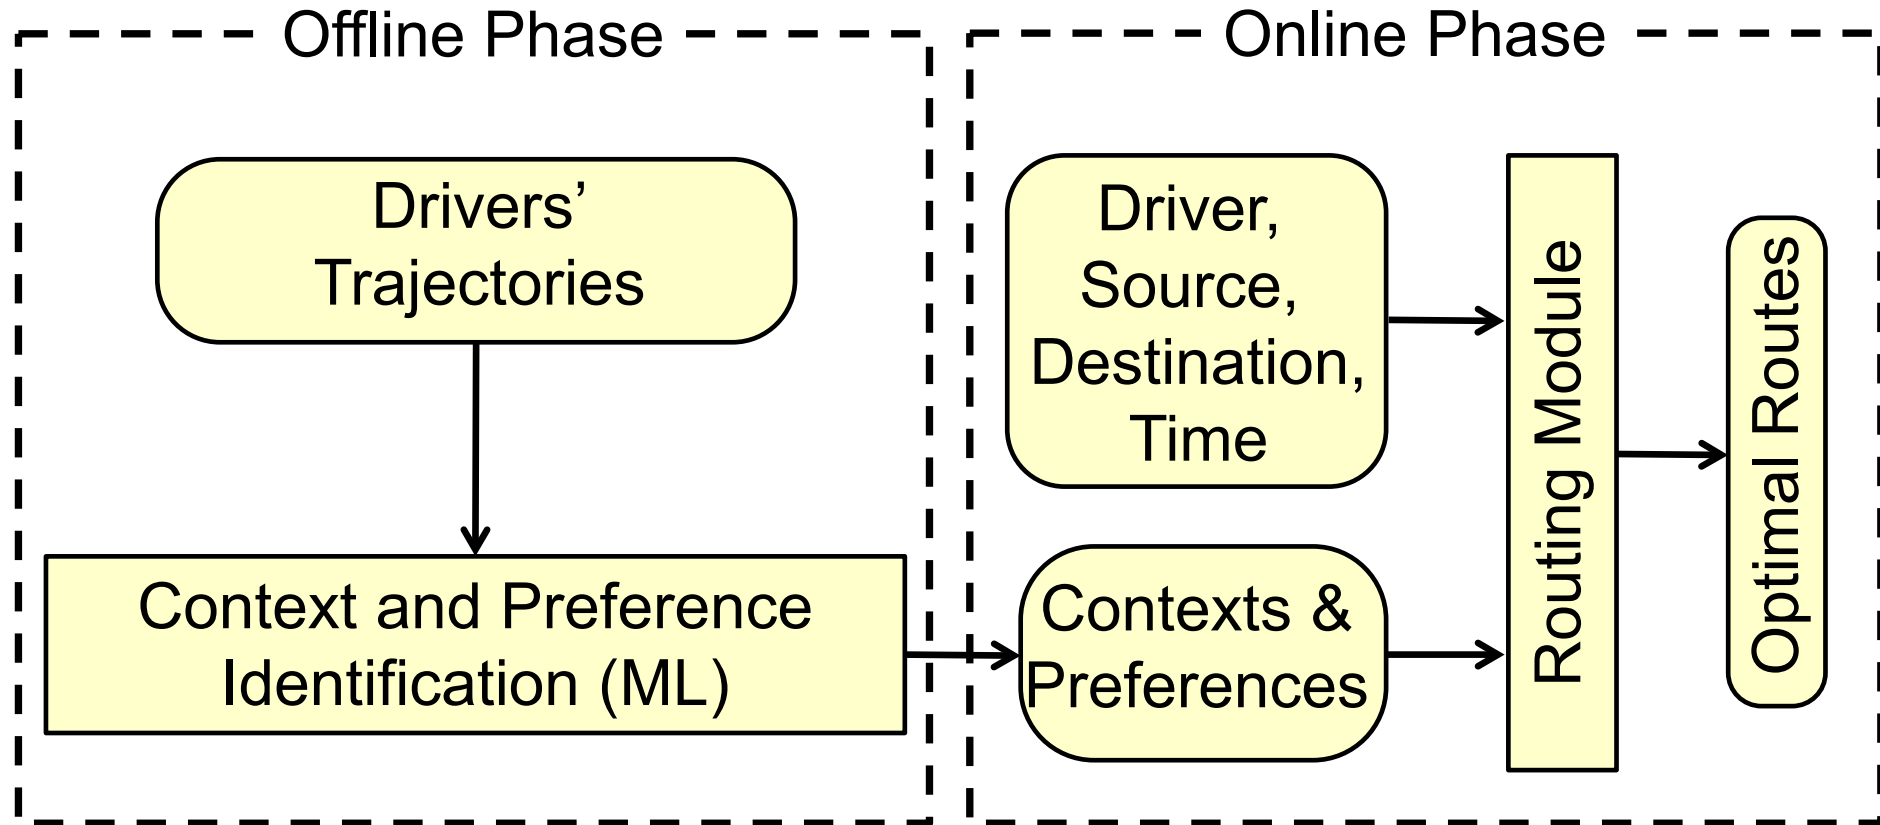 Offline Phase
Drivers’
Trajectories
Context and Preference
Identification (ML)
Online Phase
Driver,
Source,
Destination,
Time
Contexts &
Preferences
Routing Module
Optimal Routes